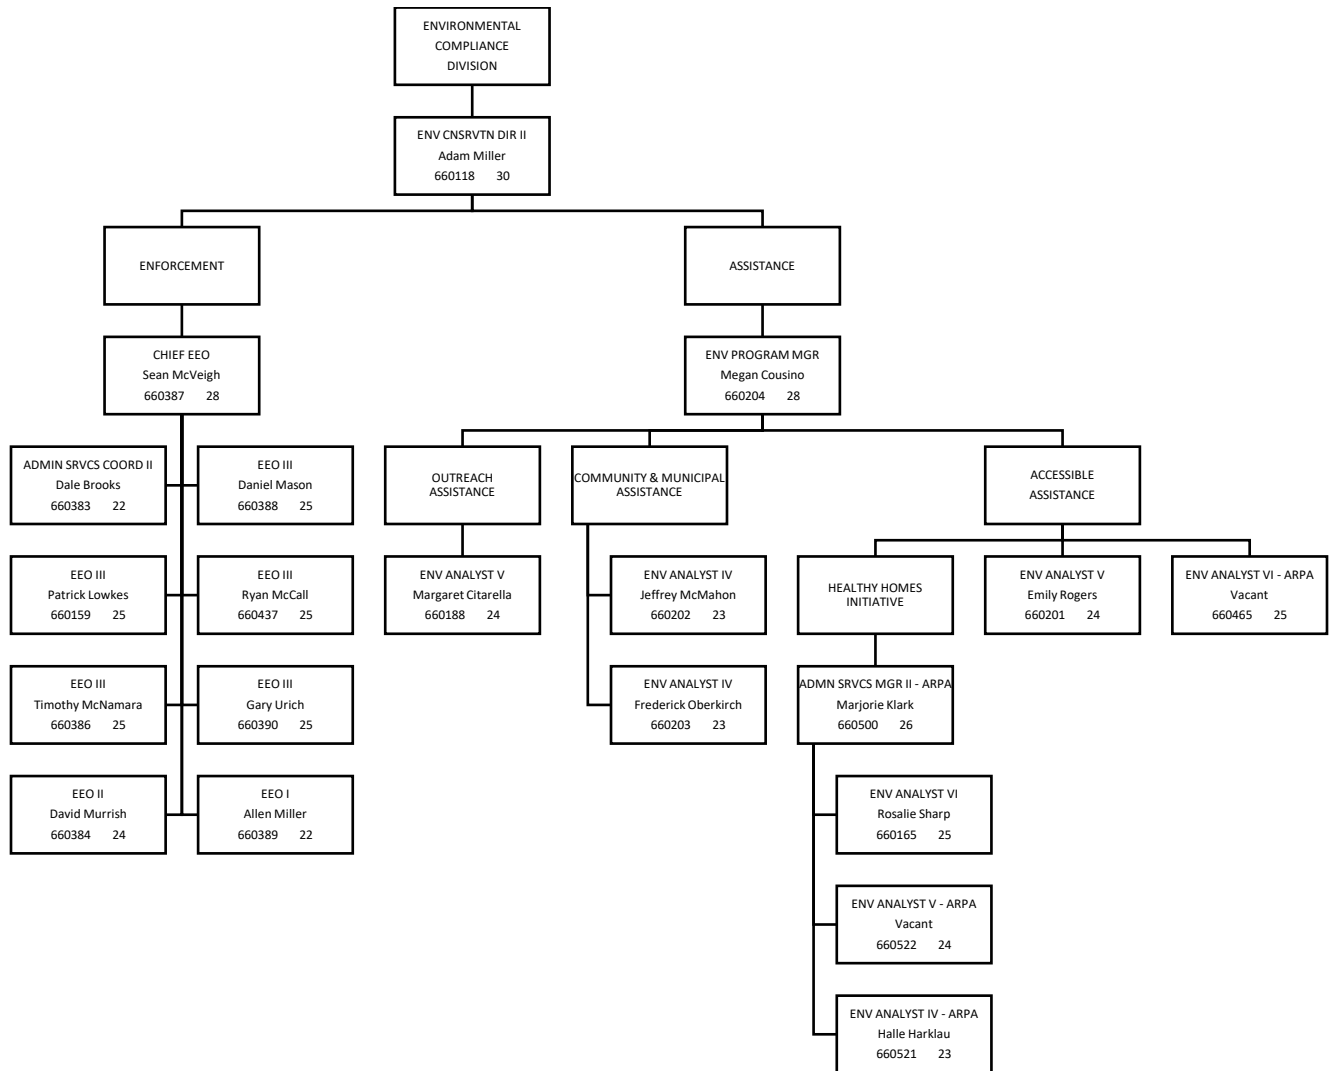 ENVIRONMENTAL
COMPLIANCE
DIVISION
ENV CNSRVTN DIR II
Adam Miller
660118 30
ENFORCEMENT
CHIEF EEO
Sean McVeigh
660387 28
ADMIN SRVCS COORD II
Dale Brooks
660383 22
EEO III
Daniel Mason
660388 25
EEO III
Patrick Lowkes
660159 25
EEO III
Ryan McCall
660437 25
EEO III
Timothy McNamara
660386 25
EEO III
Gary Urich
660390 25
EEO II
David Murrish
660384 24
EEO I
Allen Miller
660389 22
ASSISTANCE
ENV PROGRAM MGR
Megan Cousino
660204 28
OUTREACH
ASSISTANCE
ENV ANALYST V
Margaret Citarella
660188 24
COMMUNITY & MUNICIPAL
ASSISTANCE
ENV ANALYST IV
Jeffrey McMahon
660202 23
ENV ANALYST IV
Frederick Oberkirch
660203 23
ACCESSIBLE
ASSISTANCE
HEALTHY HOMES
INITIATIVE
ADMN SRVCS MGR II - ARPA
Marjorie Klark
660500 26
ENV ANALYST VI
Rosalie Sharp
660165 25
ENV ANALYST V - ARPA
Vacant
660522 24
ENV ANALYST IV - ARPA
Halle Harklau
660521 23
ENV ANALYST V
Emily Rogers
660201 24
ENV ANALYST VI - ARPA
Vacant
660465 25